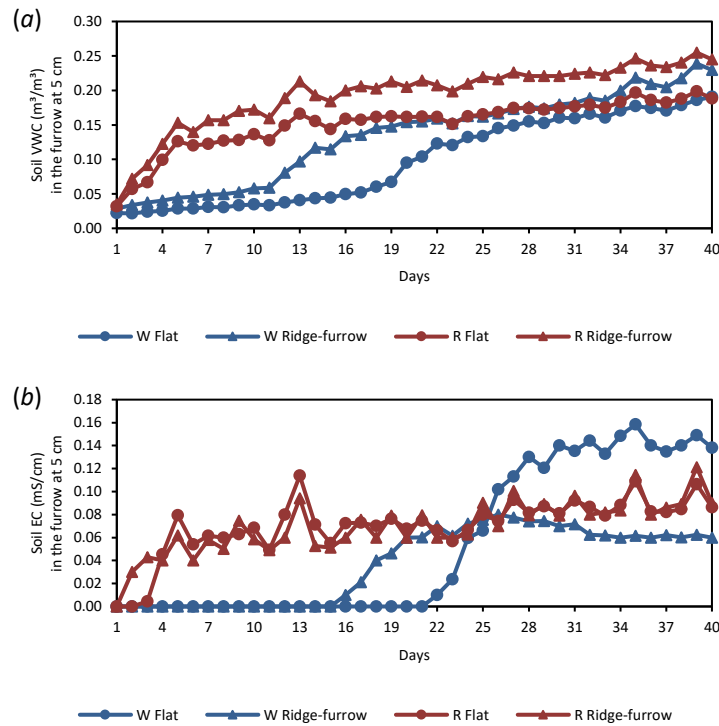 (a)
Soil VWC (m³/m³)
in the furrow at 5 cm
0.30
0.25
0.20
0.15
0.10
0.05
0.00
1 4 7 10 13 16 19 22 25 28 31 34 37 40
Days
W Flat W Ridge-furrow R Flat R Ridge-furrow
(b)
Soil EC (mS/cm)
in the furrow at 5 cm
0.18
0.16
0.14
0.12
0.10
0.08
0.06
0.04
0.02
0.00
1 4 7 10 13 16 19 22 25 28 31 34 37 40
Days
W Flat W Ridge-furrow R Flat R Ridge-furrow